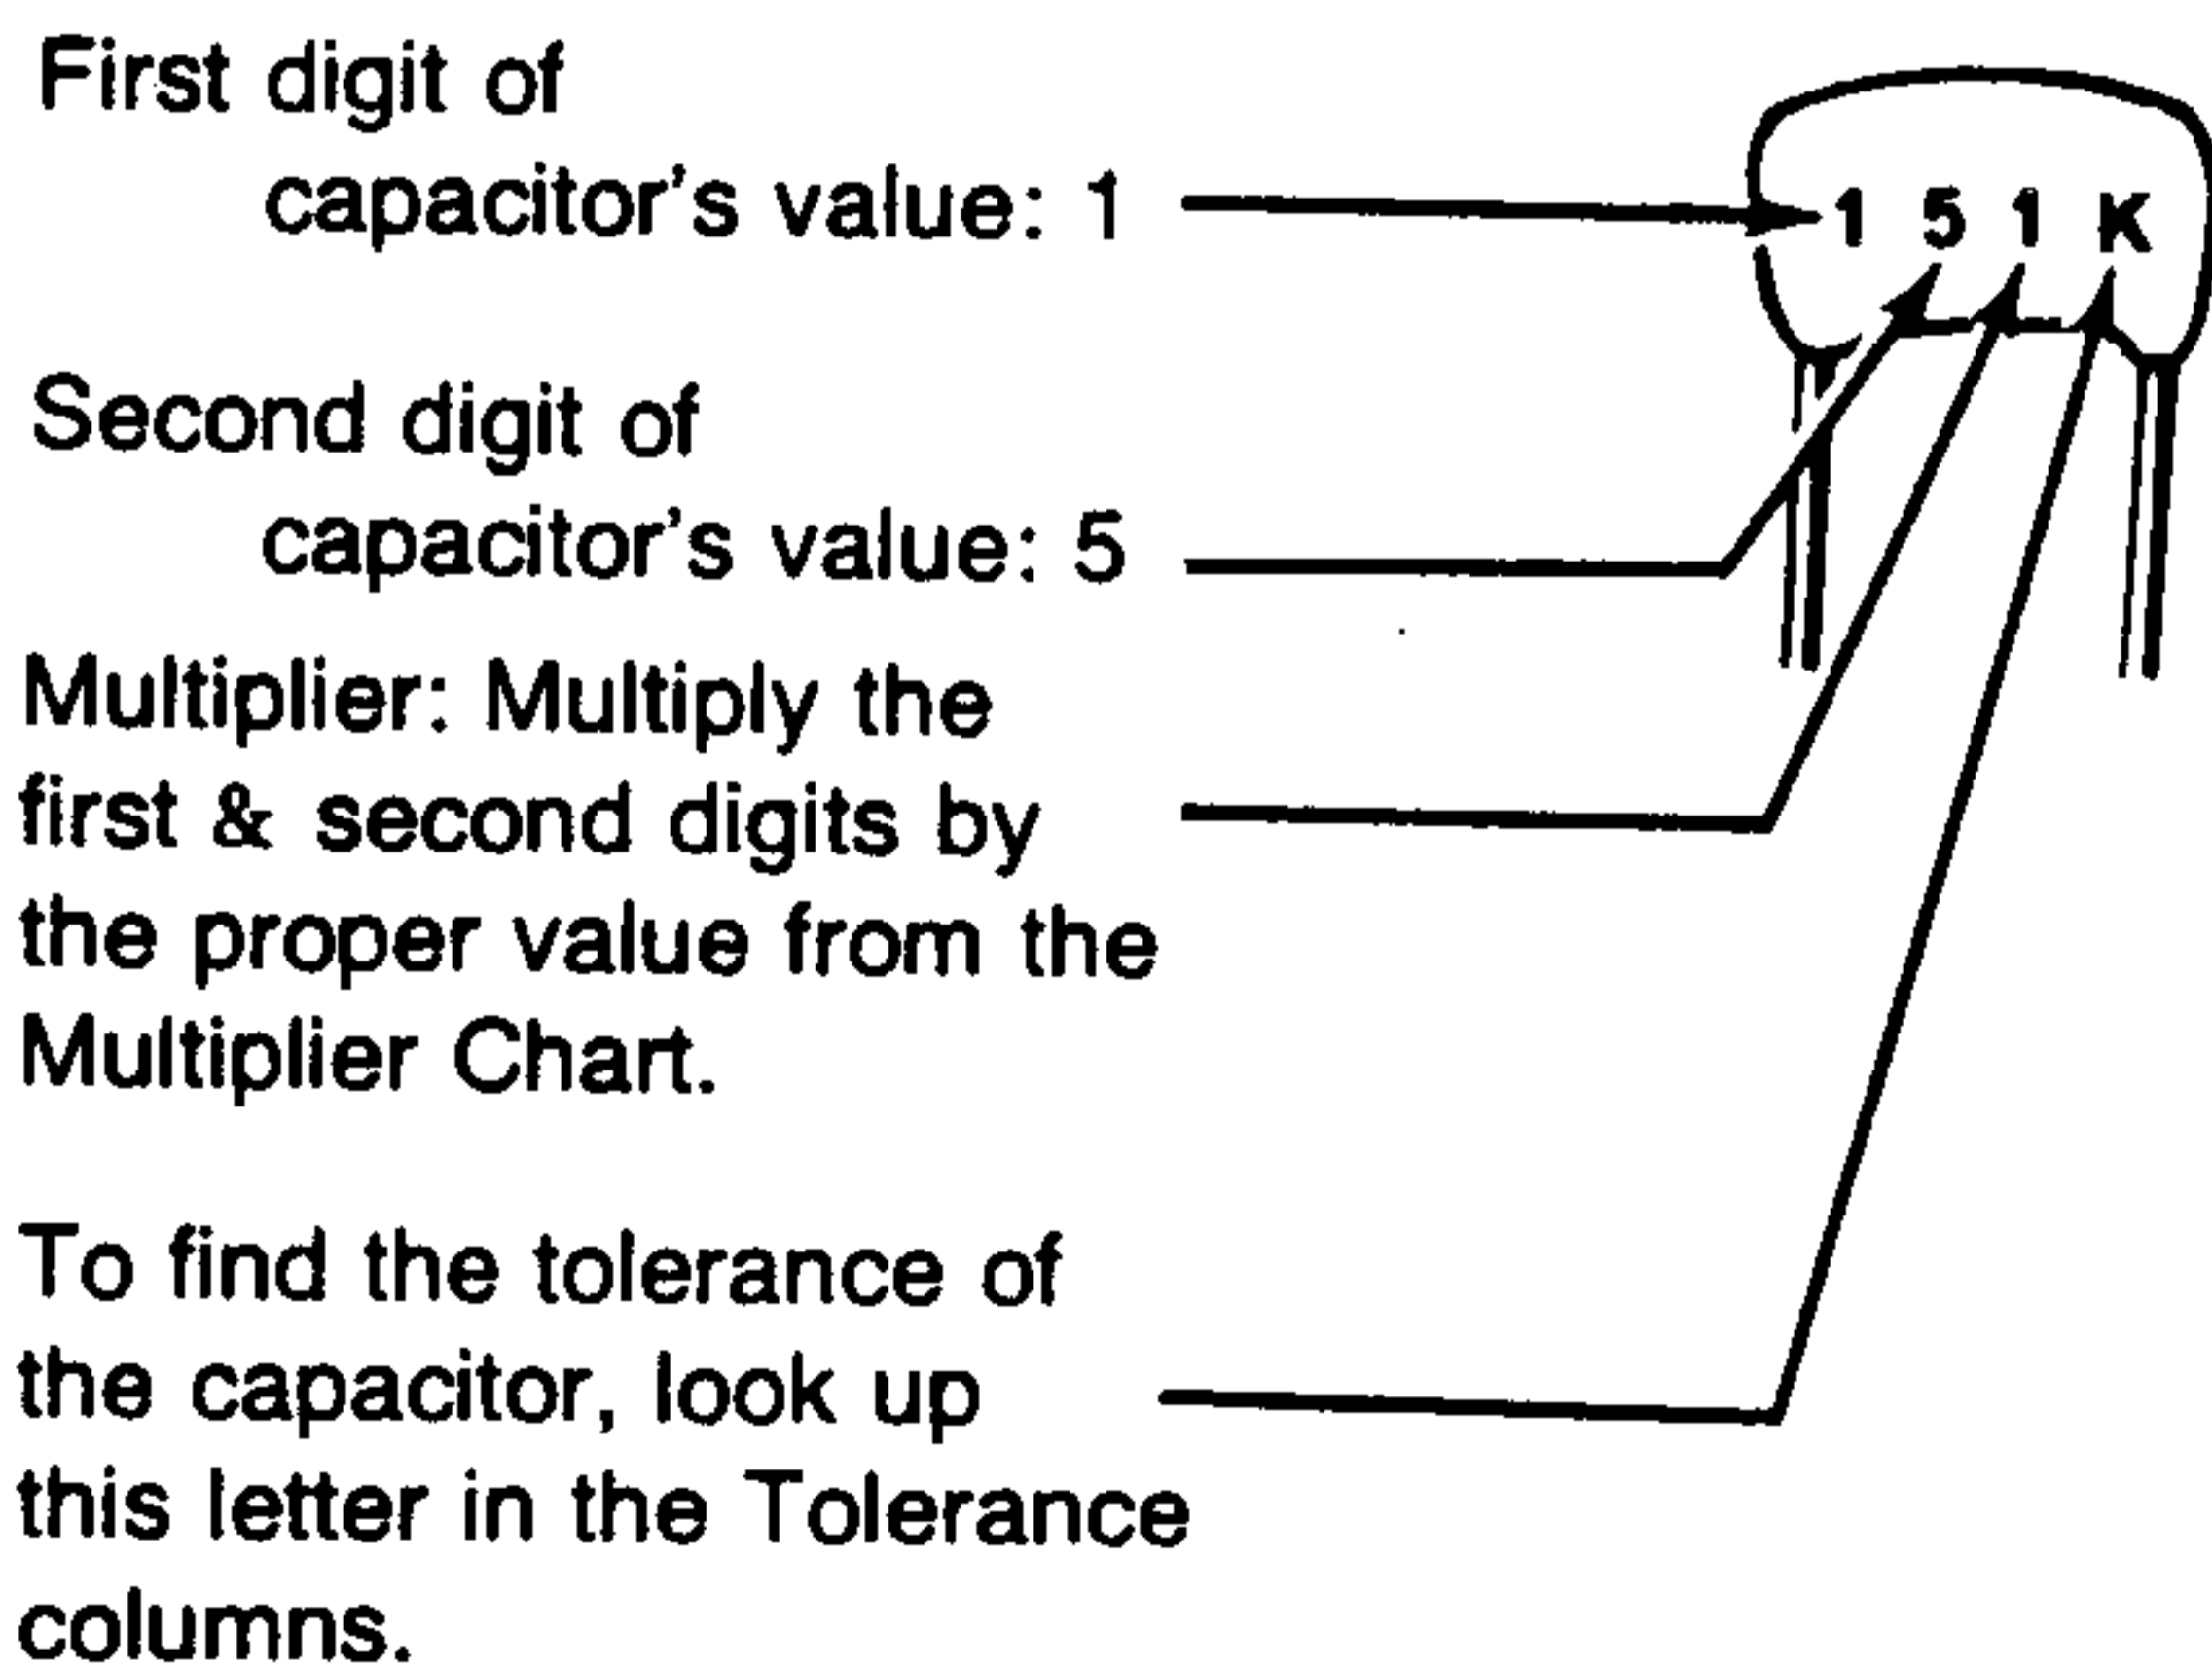 First digit of
capacitor's value: 1
1 5 1 K
Second digit of
capacitor's value: 5
Multiplier: Multiply the
first & second digits by
the proper value from the
Multiplier Chart.
To find the tolerance of
the capacitor, look up
this letter in the Tolerance
columns.